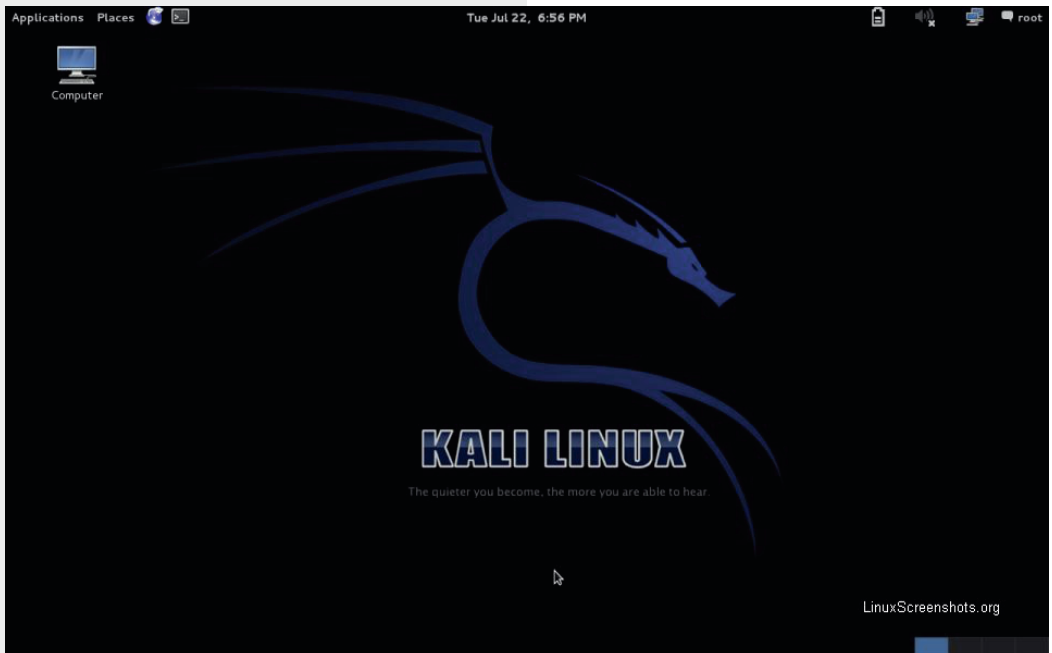 Applications Places Tue Jul 22, 6:56 PM root
Computer
KALI LINUX
The quieter you become, the more you are able to hear.
LinuxScreenshots.org